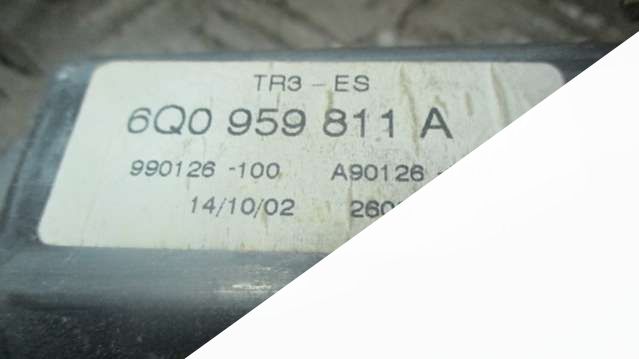 TR3 - ES
6Q0 959 811 A
990126 -100 A90126 -
14/10/02